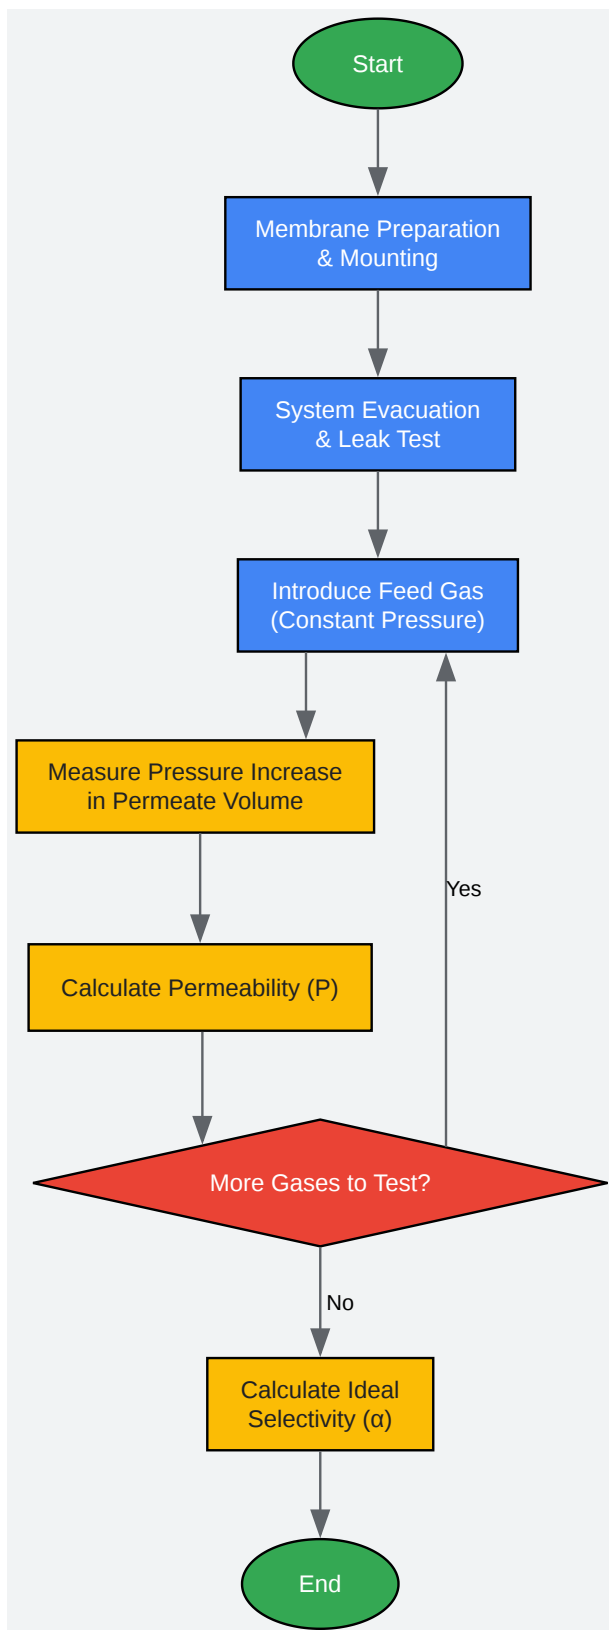 Start
Membrane Preparation
& Mounting
System Evacuation
& Leak Test
Introduce Feed Gas
(Constant Pressure)
Measure Pressure Increase
in Permeate Volume
Yes
Calculate Permeability (P)
More Gases to Test?
No
Calculate Ideal
Selectivity (α)
End